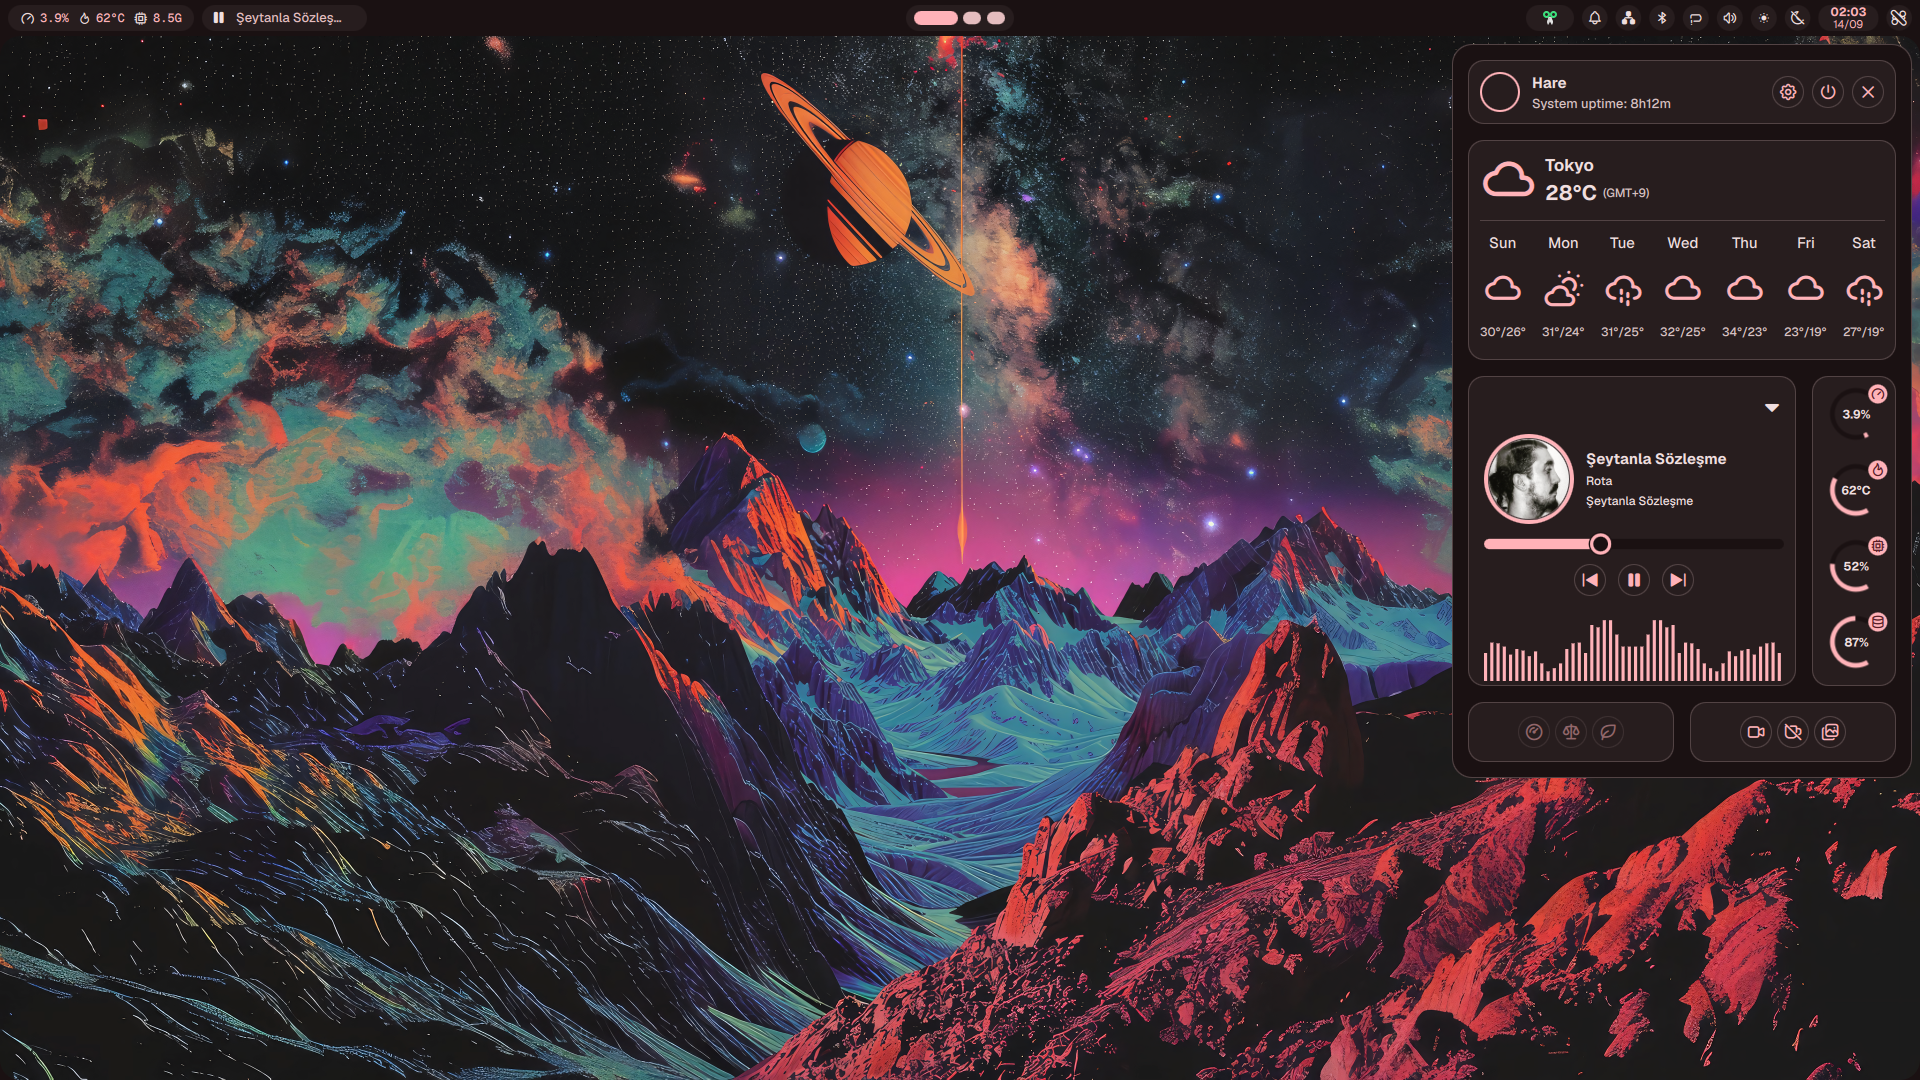 3.9% 62°C 8.5G Şeytanla Sözleş...
02:03
14/09
Hare
System uptime: 8h12m
Tokyo
28°C (GMT+9)
Sun Mon Tue Wed Thu Fri Sat
30°/26° 31°/24° 31°/25° 32°/25° 34°/23° 23°/19° 27°/19°
Şeytanla Sözleşme
Rota
Şeytanla Sözleşme
3.9%
62°C
52%
87%